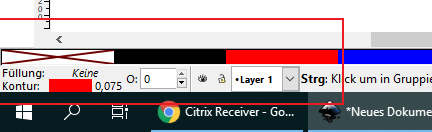 Füllung: Keine
Kontur: 0,075
O: 0
•Layer 1
Strg: Klick um in Gruppie
Citrix Receiver - Go...
*Neues Dokume